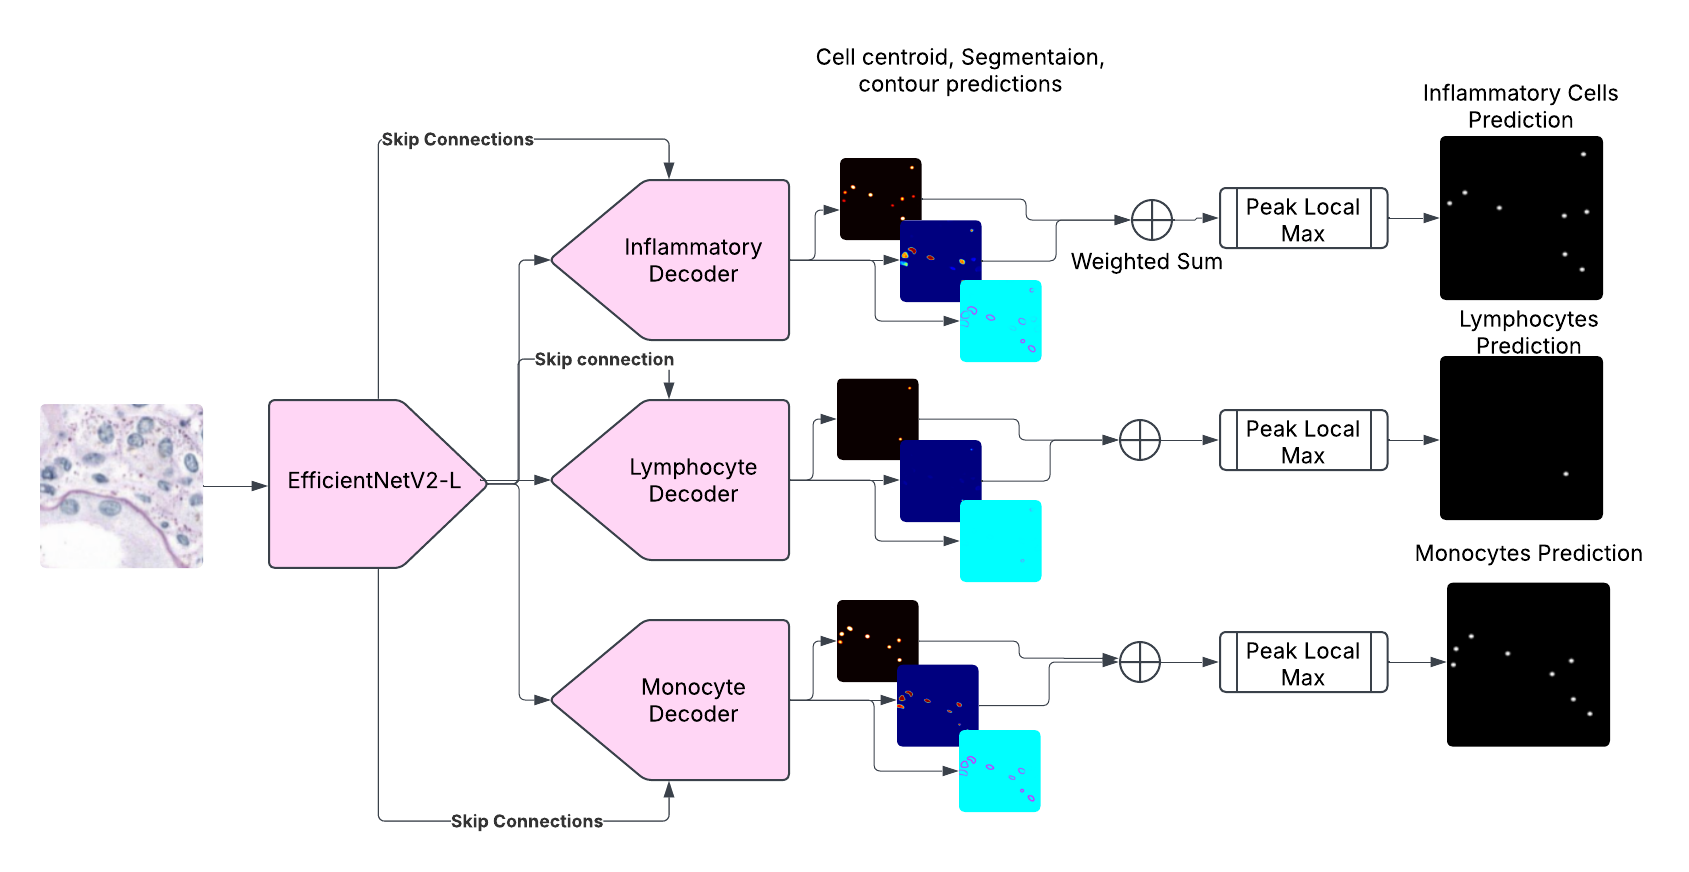 Cell centroid, Segmentaion,
contour predictions
Inflammatory Cells
Prediction
Skip Connections
Inflammatory
Decoder
Weighted Sum
Peak Local
Max
Lymphocytes
Prediction
Skip connection
EfficientNetV2-L
Lymphocyte
Decoder
Peak Local
Max
Monocytes Prediction
Monocyte
Decoder
Peak Local
Max
Skip Connections